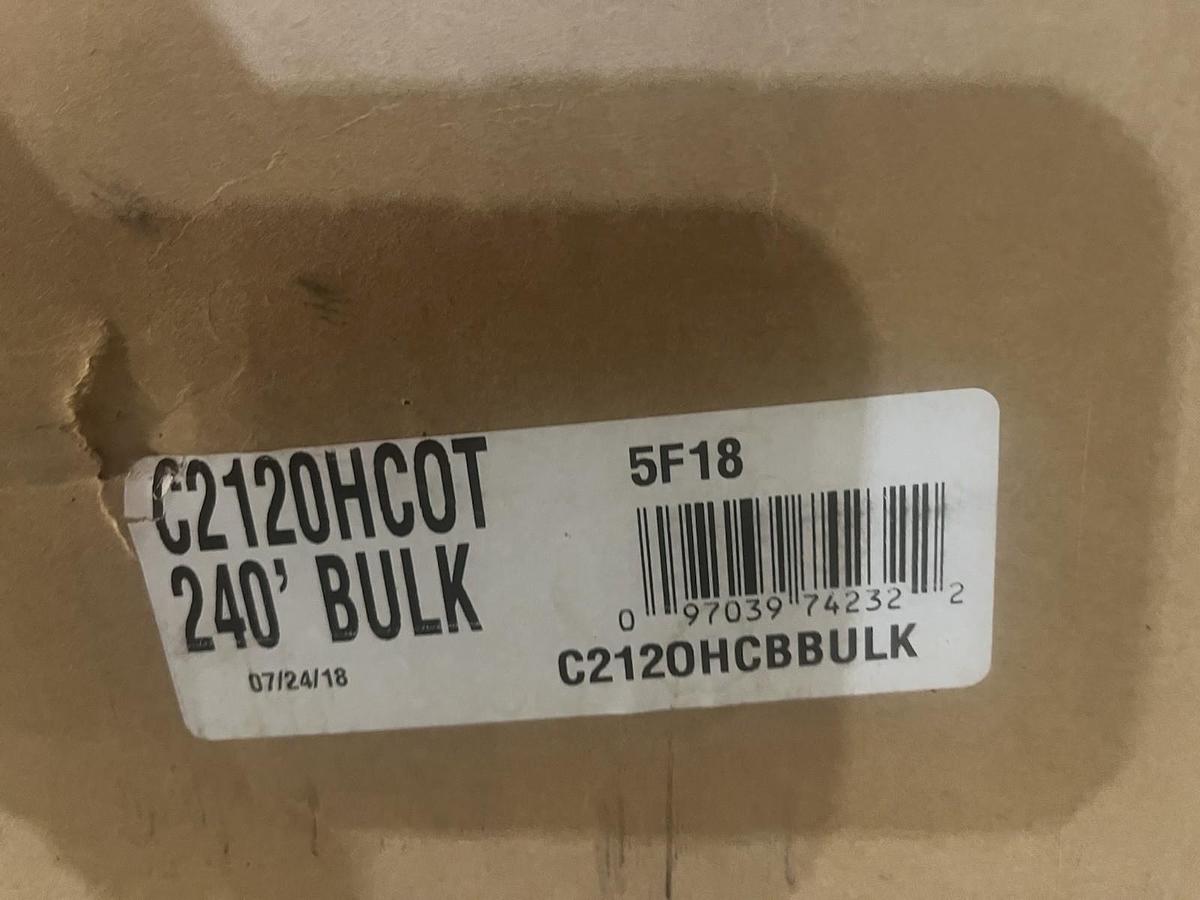 C2120HCOT
240' BULK
07/24/18
5F18
0 97039 74232 2
C2120HCBBULK